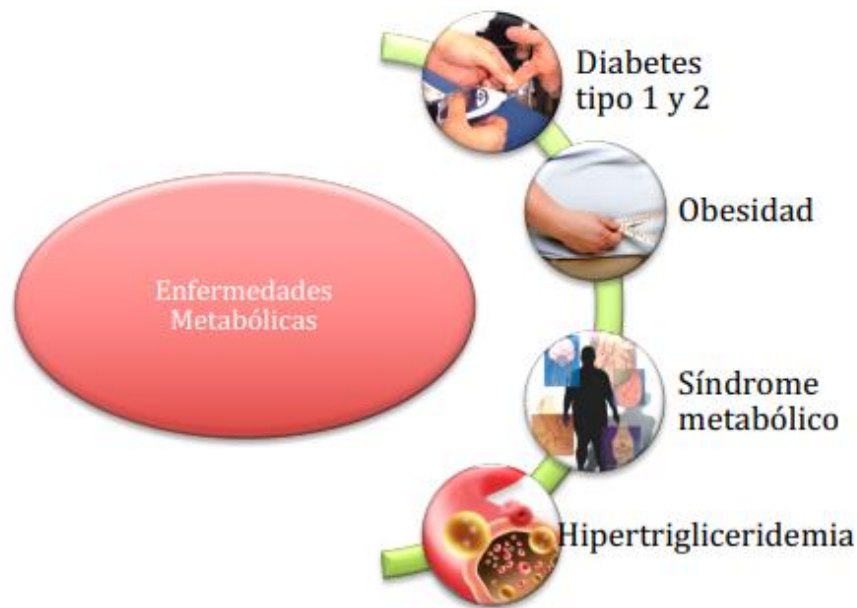 Diabetes
tipo 1 y 2
Obesidad
Enfermedades
Metabólicas
Síndrome
metabólico
Hipertrigliceridemia